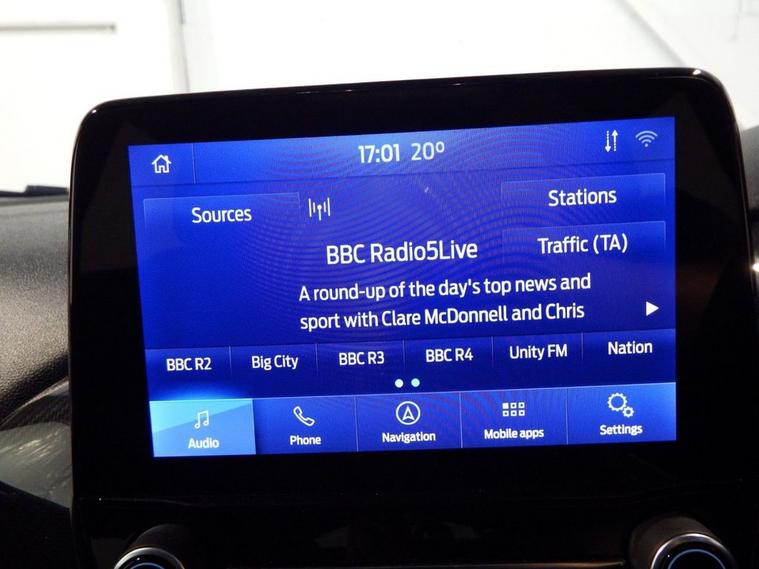 17:01 20º
Sources
Stations
BBC Radio5Live
Traffic (TA)
A round-up of the day's top news and
sport with Clare McDonnell and Chris
BBC R2 Big City BBC R3 BBC R4 Unity FM Nation
Audio Phone Navigation Mobile apps Settings